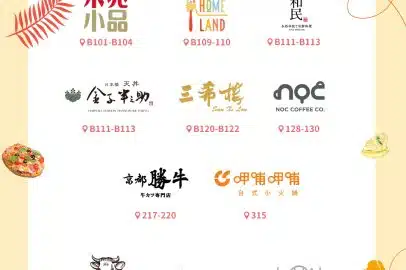 小品
HOME
LAND
和民
B101-B104
B109-110
B111-B113
天丼
金子半之助
三希樓
NOC
NOC COFFEE CO.
B111-B113
B120-B122
128-130
京都勝牛
牛カツ専門店
呷哺呷哺
台式小火鍋
217-220
315